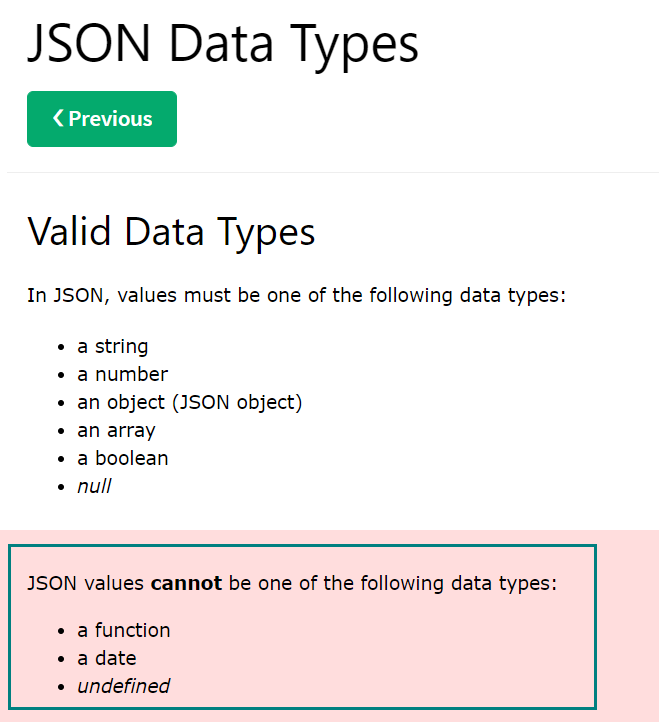 JSON Data Types
❮ Previous
Valid Data Types
In JSON, values must be one of the following data types:
• a string
• a number
• an object (JSON object)
• an array
• a boolean
• null
JSON values cannot be one of the following data types:
• a function
• a date
• undefined